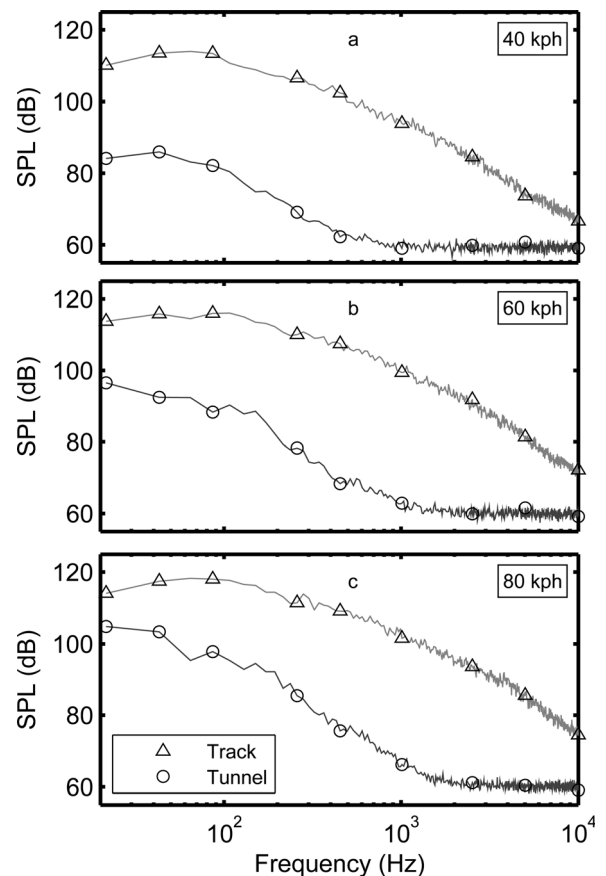 120
a
40 kph
100
SPL (dB)
80
60
120
b
60 kph
100
SPL (dB)
80
60
120
c
80 kph
100
SPL (dB)
80
Track
Tunnel
60
10^2
10^3
10^4
Frequency (Hz)